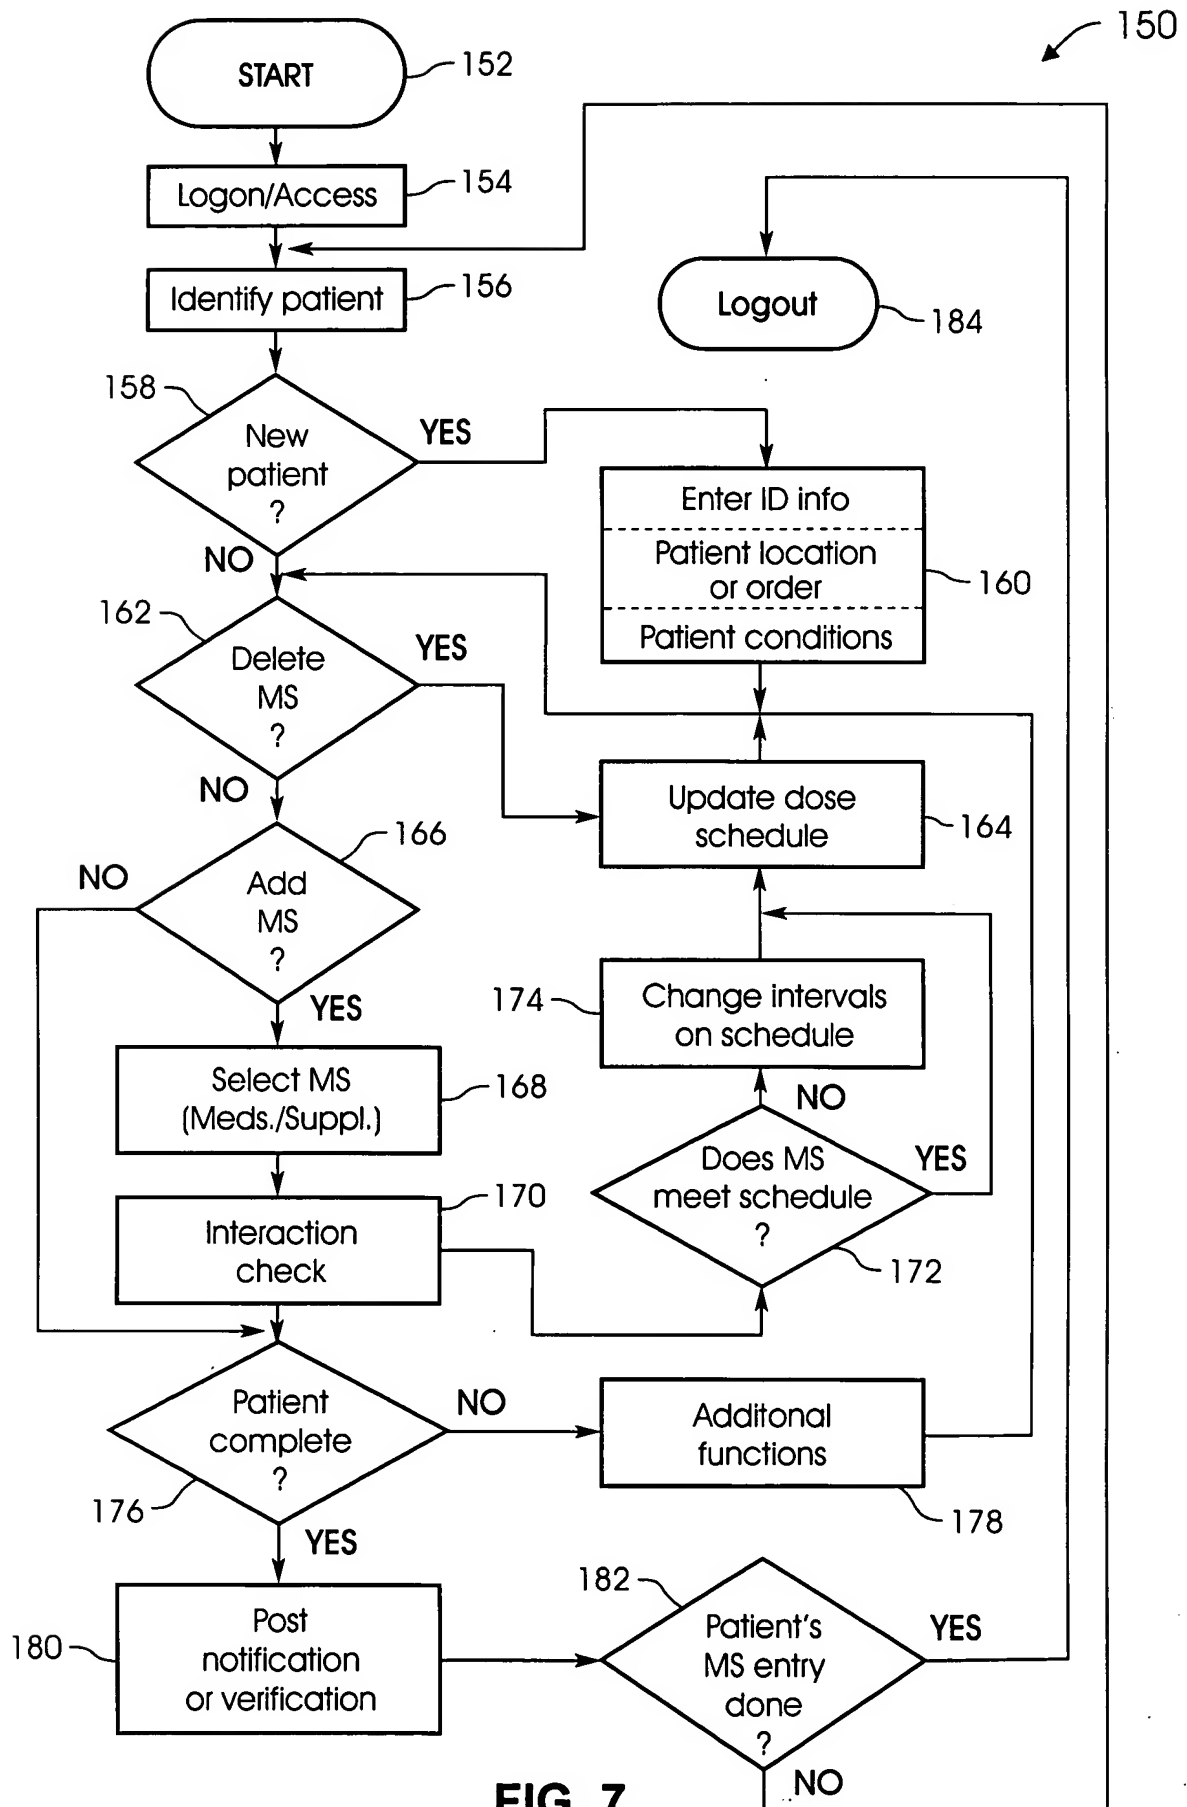 150
START
152
Logon/Access
154
Identify patient
156
Logout
184
158
New
patient
?
YES
NO
Enter ID info
Patient location
or order
Patient conditions
160
162
Delete
MS
?
YES
NO
Update dose
schedule
164
166
Add
MS
?
NO
YES
174
Change intervals
on schedule
Select MS
(Meds./Suppl.)
168
NO
Does MS
meet schedule
?
YES
172
170
Interaction
check
Patient
complete
?
NO
176
YES
Additonal
functions
178
180
Post
notification
or verification
182
Patient's
MS entry
done
?
YES
NO
FIG. 7